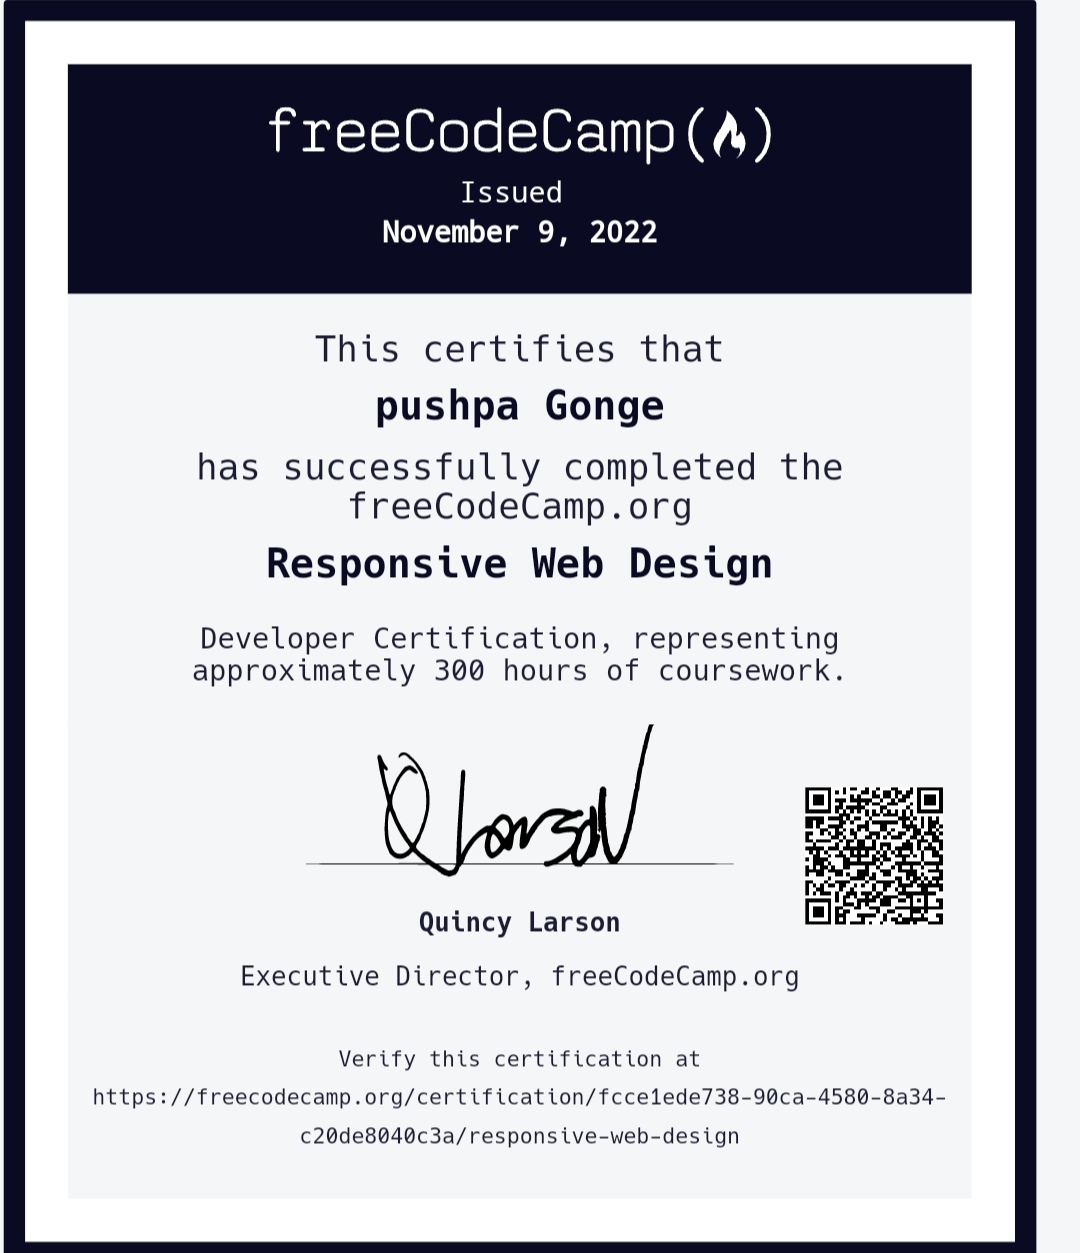 freeCodeCamp
Issued
November 9, 2022
This certifies that
pushpa Gonge
has successfully completed the
freeCodeCamp.org
Responsive Web Design
Developer Certification, representing
approximately 300 hours of coursework.
Q Larson
Quincy Larson
Executive Director, freeCodeCamp.org
Verify this certification at
https://freecodecamp.org/certification/fcce1ede738-90ca-4580-8a34-
c20de8040c3a/responsive-web-design